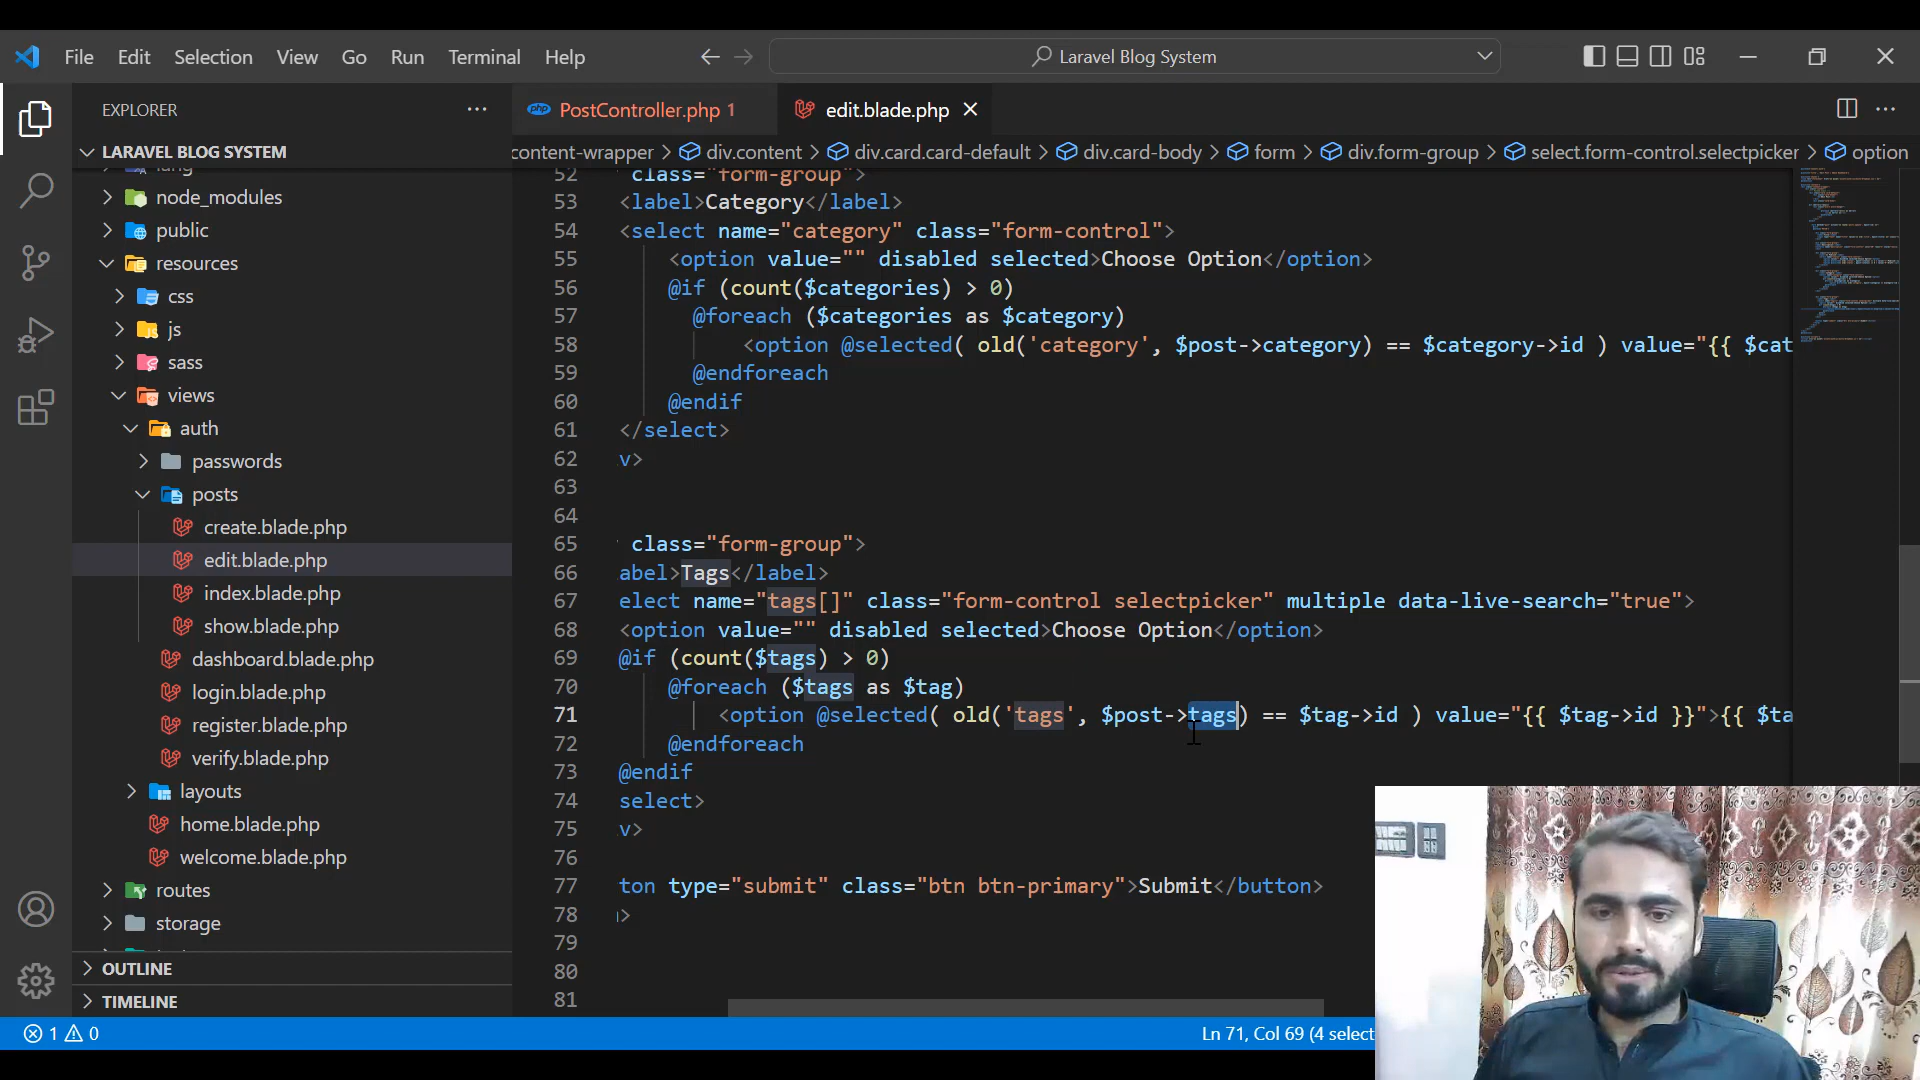 File Edit Selection View Go Run Terminal Help
Laravel Blog System
EXPLORER
PostController.php 1
edit.blade.php
LARAVEL BLOG SYSTEM
content-wrapper
div.content
div.card.card-default
div.card-body
form
div.form-group
select.form-control.selectpicker
option
lang
node_modules
public
resources
css
js
sass
views
auth
passwords
posts
create.blade.php
edit.blade.php
index.blade.php
show.blade.php
dashboard.blade.php
login.blade.php
register.blade.php
verify.blade.php
layouts
home.blade.php
welcome.blade.php
routes
storage
OUTLINE
TIMELINE
52 class="form-group">
53 <label>Category</label>
54 <select name="category" class="form-control">
55 <option value="" disabled selected>Choose Option</option>
56 @if (count($categories) > 0)
57 @foreach ($categories as $category)
58 <option @selected( old('category', $post->category) == $category->id ) value="{{ $cat
59 @endforeach
60 @endif
61 </select>
62 v>
63
64
65 class="form-group">
66 abel>Tags</label>
67 elect name="tags[]" class="form-control selectpicker" multiple data-live-search="true">
68 <option value="" disabled selected>Choose Option</option>
69 @if (count($tags) > 0)
70 @foreach ($tags as $tag)
71 <option @selected( old('tags', $post->tags) == $tag->id ) value="{{ $tag->id }}">{{ $ta
72 @endforeach
73 @endif
74 select>
75 v>
76
77 ton type="submit" class="btn btn-primary">Submit</button>
78 >
79
80
81
1 0
Ln 71, Col 69 (4 select